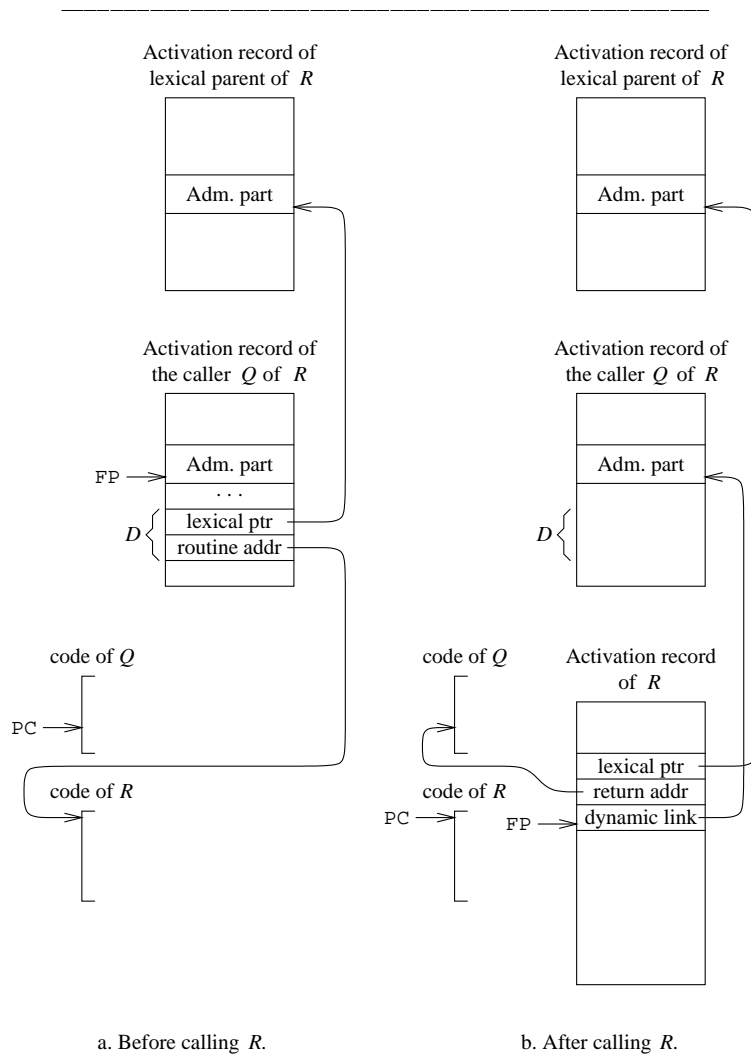 Activation record of
lexical parent of R
Adm. part
Activation record of
the caller Q of R
FP
Adm. part
. . .
D
lexical ptr
routine addr
code of Q
PC
code of R
a. Before calling R.
Activation record of
lexical parent of R
Adm. part
Activation record of
the caller Q of R
Adm. part
D
code of Q
Activation record
of R
lexical ptr
return addr
code of R
PC
FP
dynamic link
b. After calling R.